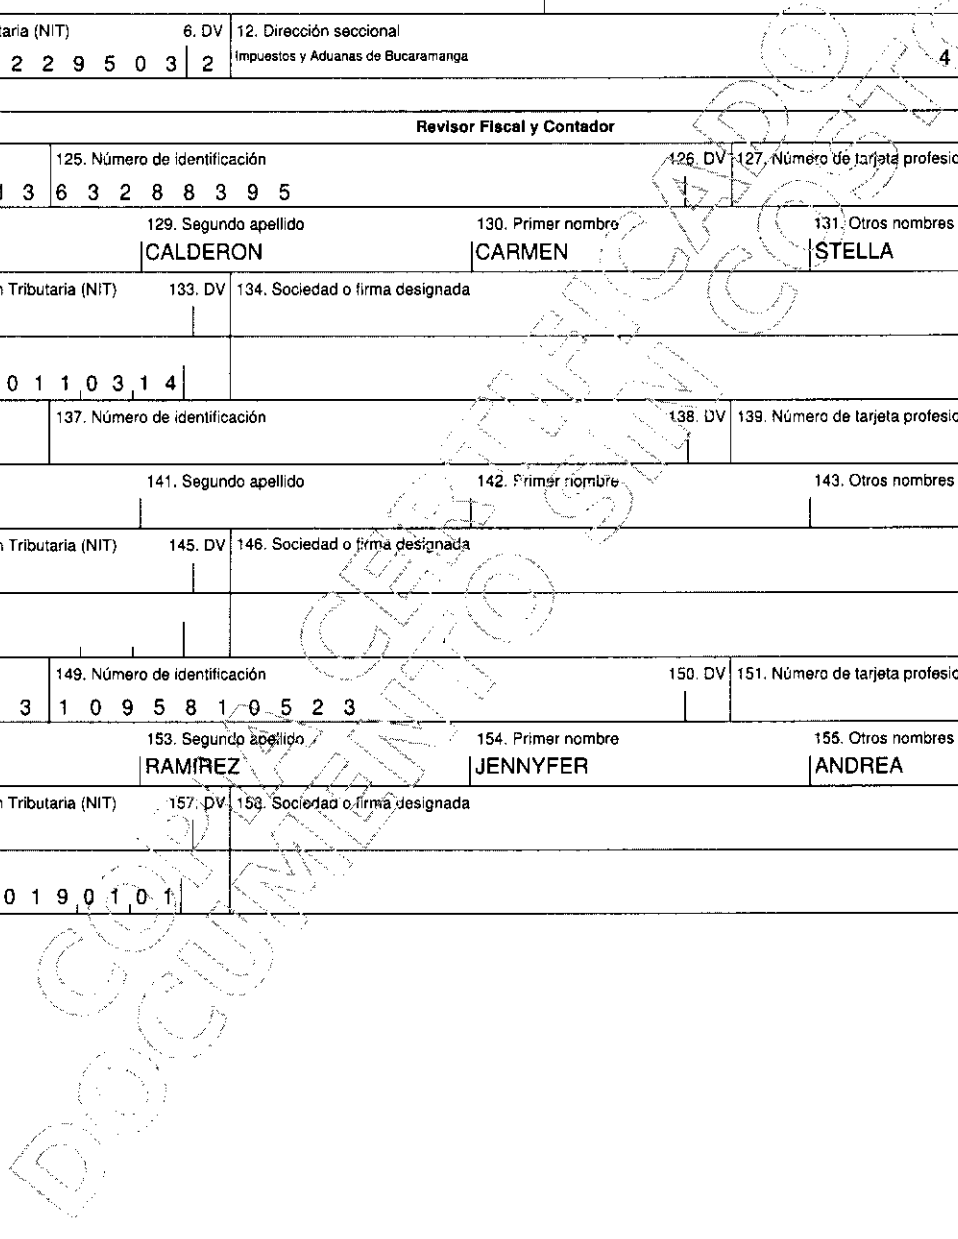 taria (NIT) 6. DV 12. Dirección seccional
2 2 9 5 0 3 2 Impuestos y Aduanas de Bucaramanga 4
Revisor Fiscal y Contador
125. Número de identificación 126. DV 127. Número de tarjeta profesio
1 3 6 3 2 8 8 3 9 5
129. Segundo apellido 130. Primer nombre 131. Otros nombres
CALDERON CARMEN STELLA
n Tributaria (NIT) 133. DV 134. Sociedad o firma designada
0 1 1 0 3 1 4
137. Número de identificación 138. DV 139. Número de tarjeta profesio
141. Segundo apellido 142. Primer nombre 143. Otros nombres
n Tributaria (NIT) 145. DV 146. Sociedad o firma designada
149. Número de identificación 150. DV 151. Número de tarjeta profesio
3 1 0 9 5 8 1 0 5 2 3
153. Segundo apellido 154. Primer nombre 155. Otros nombres
RAMIREZ JENNYFER ANDREA
n Tributaria (NIT) 157. DV 158. Sociedad o firma designada
0 1 9 0 1 0 1
COPIA CERTIFICADO
DOCUMENTO SIN COSTO